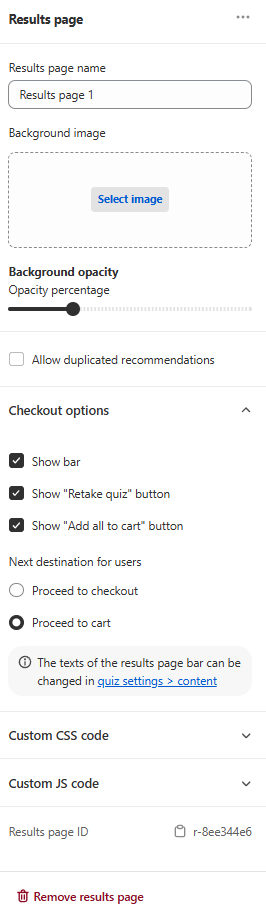 Results page
Results page name
Results page 1
Background image
Select image
Background opacity
Opacity percentage
Allow duplicated recommendations
Checkout options
Show bar
Show "Retake quiz" button
Show "Add all to cart" button
Next destination for users
Proceed to checkout
Proceed to cart
The texts of the results page bar can be
changed in quiz settings > content
Custom CSS code
Custom JS code
Results page ID r-8ee344e6
Remove results page